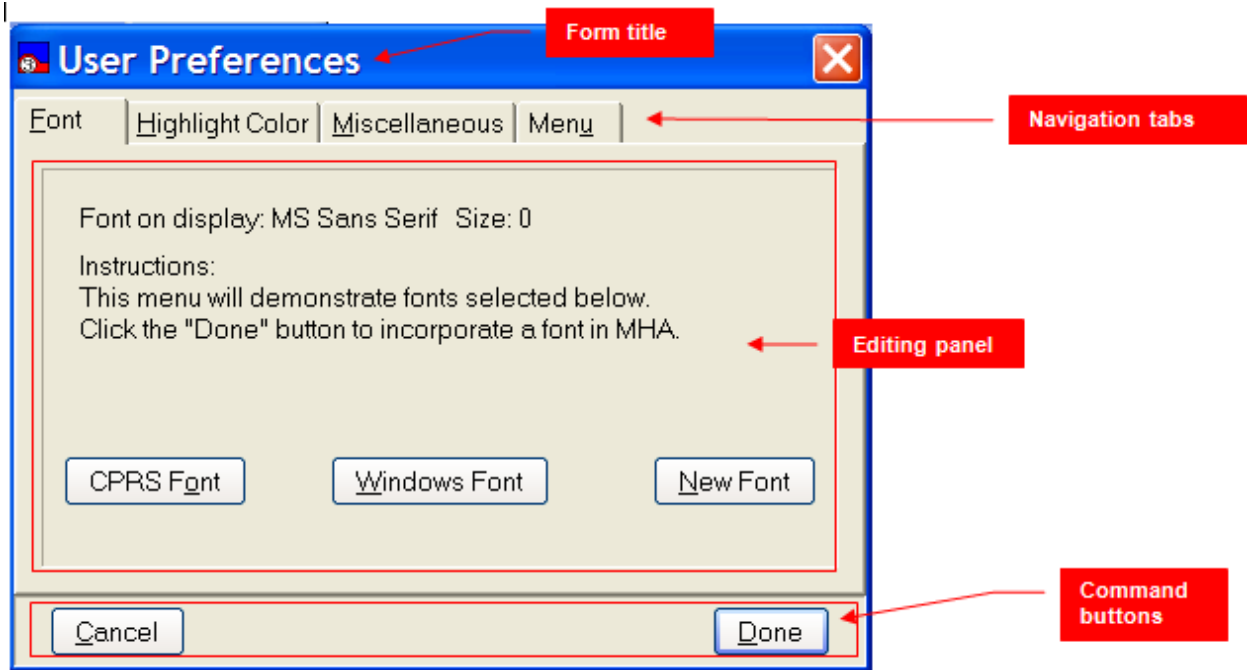 Form title
User Preferences
Font Highlight Color Miscellaneous Menu
Navigation tabs
Font on display: MS Sans Serif Size: 0
Instructions:
This menu will demonstrate fonts selected below.
Click the "Done" button to incorporate a font in MHA.
Editing panel
CPRS Font Windows Font New Font
Command
buttons
Cancel Done